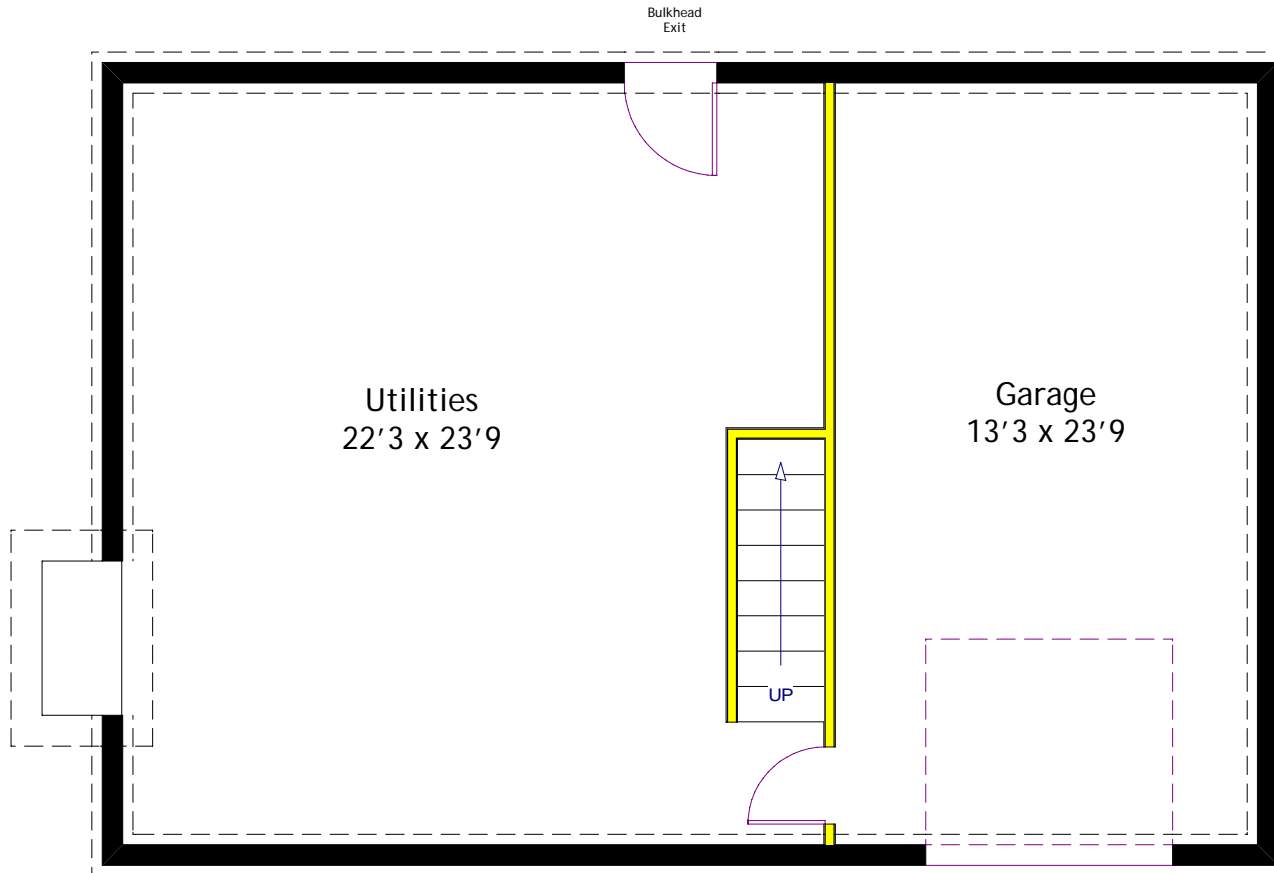 Bulkhead
Exit
Utilities
22'3 x 23'9
Garage
13'3 x 23'9
UP